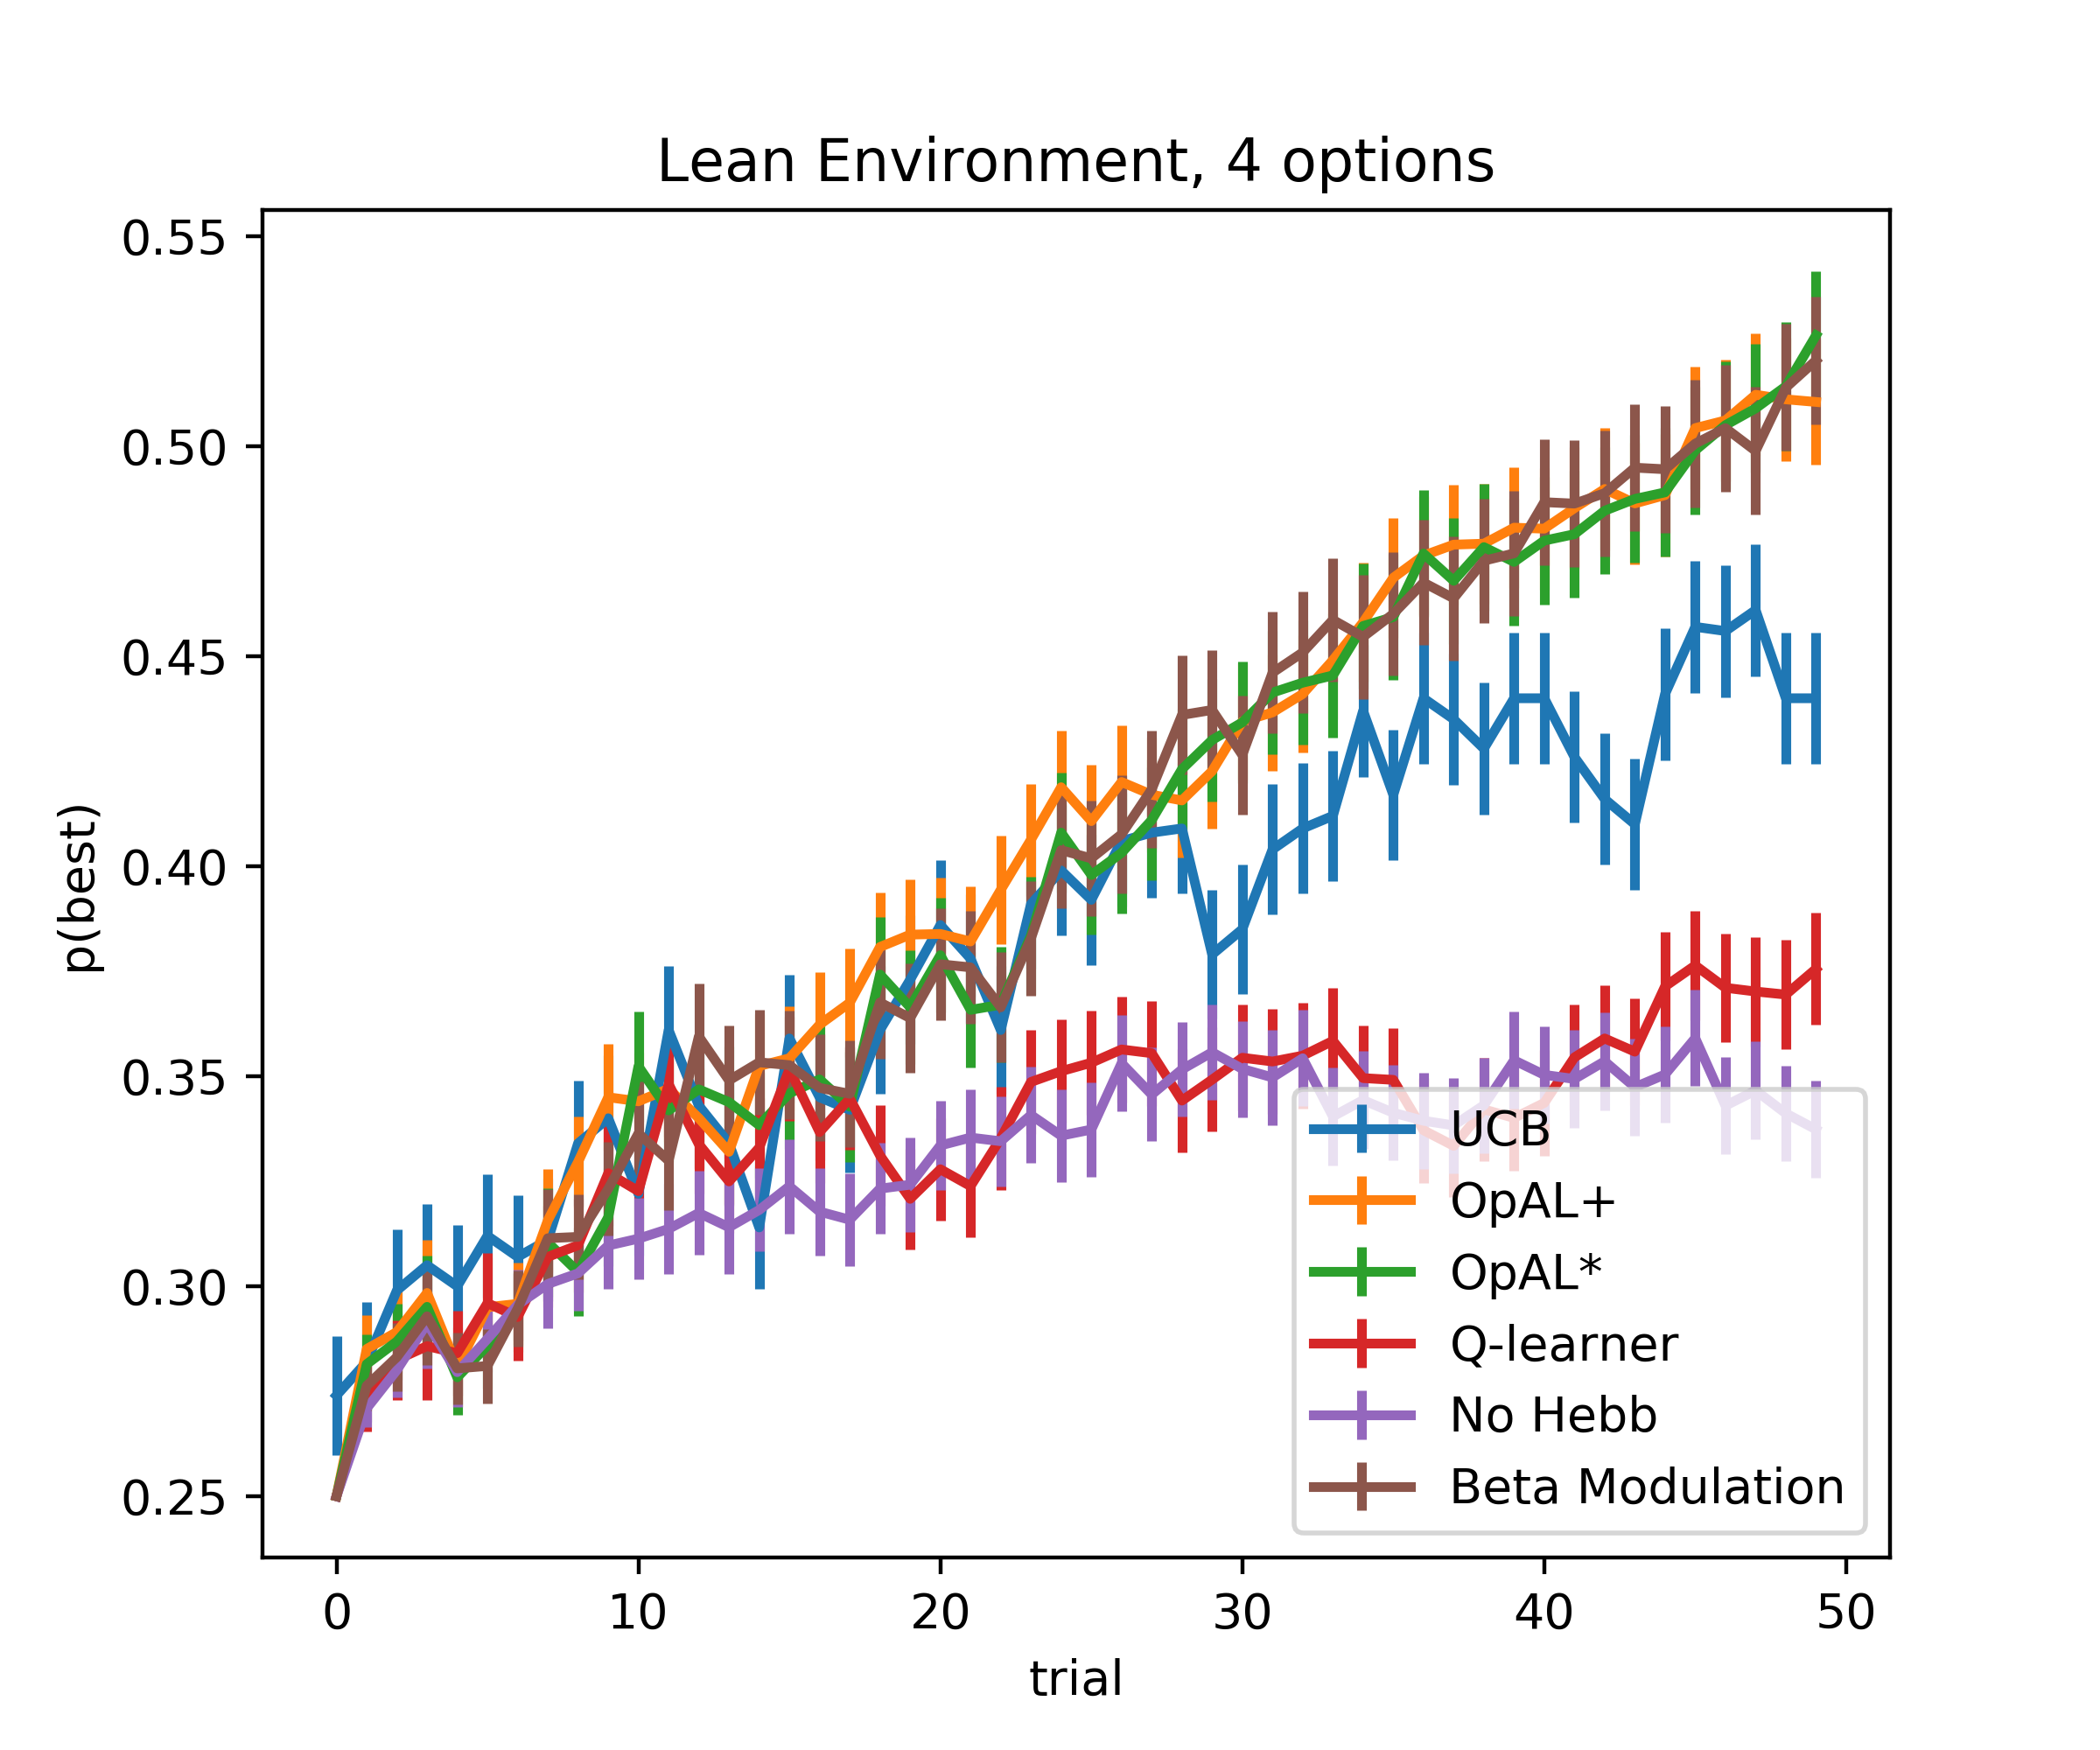 Lean Environment, 4 options
0.55
0.50
0.45
0.40
0.35
0.30
0.25
p(best)
0 10 20 30 40 50
trial
UCB
OpAL+
OpAL*
Q-learner
No Hebb
Beta Modulation